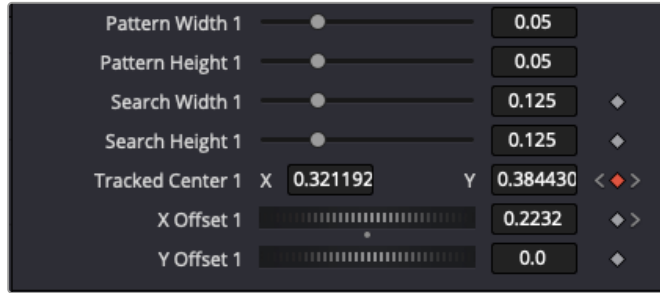 Pattern Width 1 0.05
Pattern Height 1 0.05
Search Width 1 0.125
Search Height 1 0.125
Tracked Center 1 X 0.321192 Y 0.384430
X Offset 1 0.2232
Y Offset 1 0.0